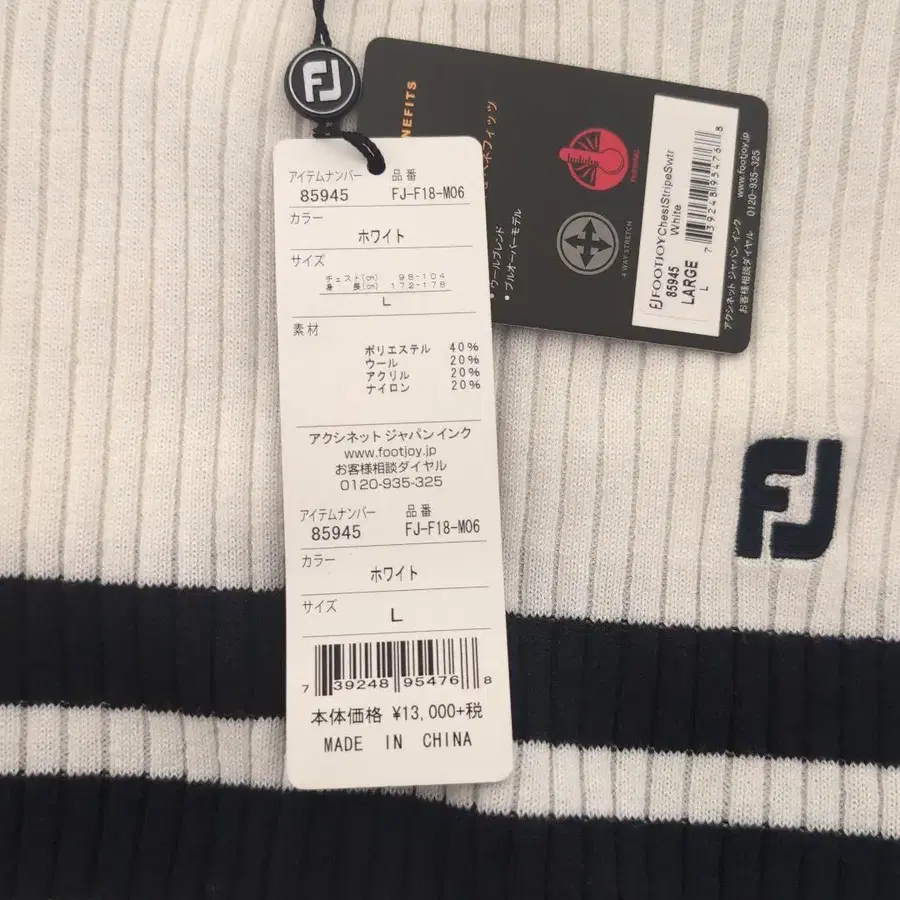 FJ
アイテムナンバー 品番
85945 FJ-F18-M06
カラー
ホワイト
サイズ
チェスト(cm) 98-104
身 長(cm) 172-178
L
素材
ポリエステル 40%
ウール 20%
アクリル 20%
ナイロン 20%
アクシネット ジャパン インク
www.footjoy.jp
お客様相談ダイヤル
0120-935-325
アイテムナンバー 品番
85945 FJ-F18-M06
カラー
ホワイト
サイズ
L
7 39248 95476 8
本体価格 ¥13,000+税
MADE IN CHINA
NEFITS
ベネフィッツ
THERMAL
4 WAY STRETCH
• ウールブレンド
• プルオーバーモデル
FJ FOOTJOY ChestStripeSwtr
85945 White
LARGE L
7 39248 95476 8
アクシネット ジャパン インク www.footjoy.jp
お客様相談ダイヤル 0120-935-325
FJ